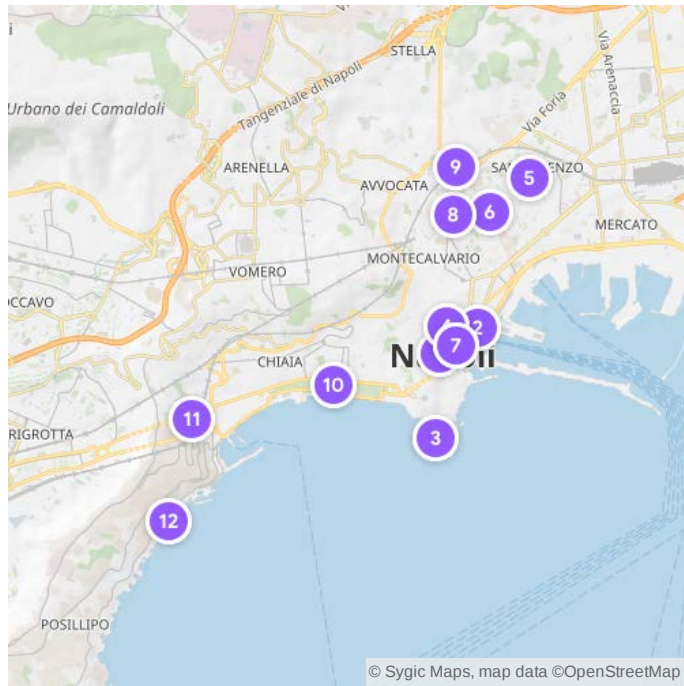 STELLA
Via Arenaccia
Tangenziale di Napoli
Urbano dei Camaldoli
Via Foria
ARENELLA
9
5
AVVOCATA
8
6
MERCATO
MONTECALVARIO
VOMERO
OCCAVO
2
7
CHIAIA
10
11
RIGROTTA
3
12
POSILLIPO
© Sygic Maps, map data ©OpenStreetMap